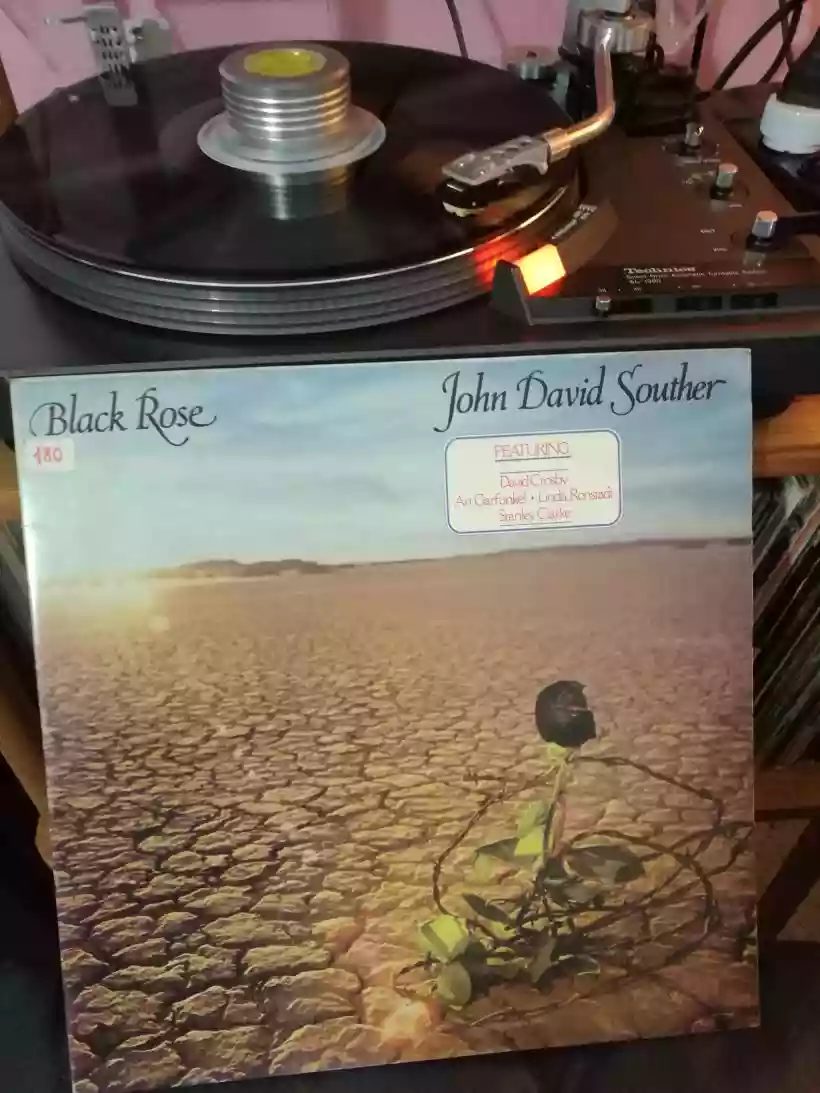 Technics
Black Rose
John David Souther
180
FEATURING
David Crosby
Art Garfunkel • Linda Ronstadt
Stanley Clarke